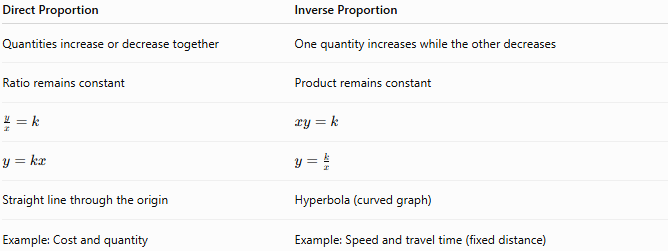 Direct Proportion Inverse Proportion
Quantities increase or decrease together One quantity increases while the other decreases
Ratio remains constant Product remains constant
y/x = k xy = k
y = kx y = k/x
Straight line through the origin Hyperbola (curved graph)
Example: Cost and quantity Example: Speed and travel time (fixed distance)